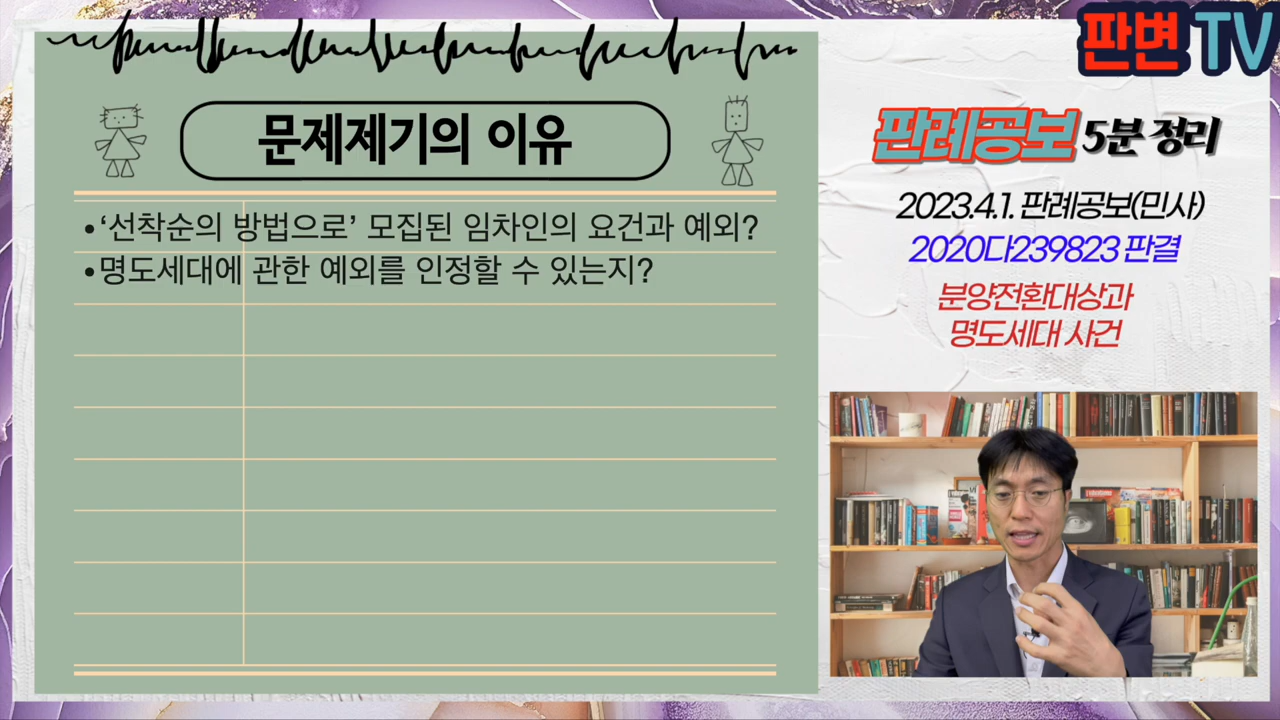 판변 TV
문제제기의 이유
•‘선착순의 방법으로’ 모집된 임차인의 요건과 예외?
•명도세대에 관한 예외를 인정할 수 있는지?
판례공보 5분 정리
2023.4.1. 판례공보(민사)
2020다239823 판결
분양전환대상과
명도세대 사건